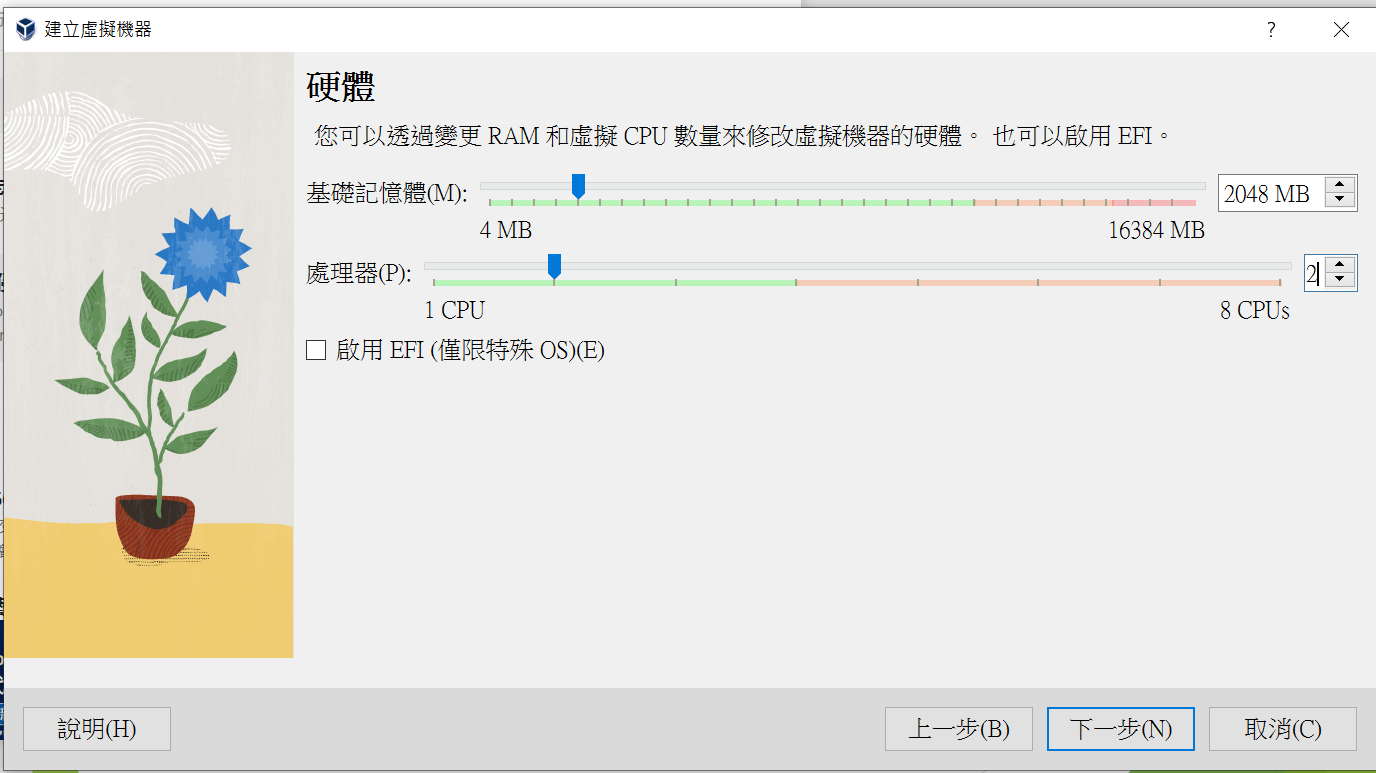 建立虛擬機器
?
硬體
您可以透過變更 RAM 和虛擬 CPU 數量來修改虛擬機器的硬體。 也可以啟用 EFI。
基礎記憶體(M): 2048 MB
4 MB 16384 MB
處理器(P): 2
1 CPU 8 CPUs
啟用 EFI (僅限特殊 OS)(E)
說明(H) 上一步(B) 下一步(N) 取消(C)